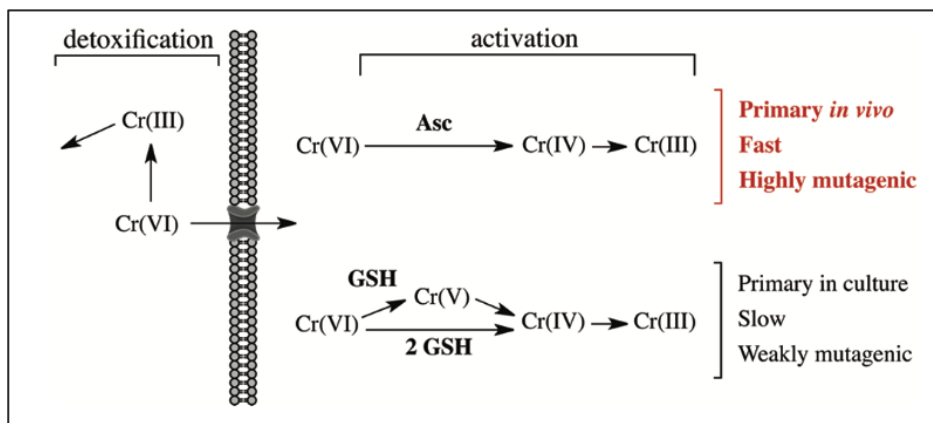 detoxification
activation
Cr(III)
Cr(VI)
Cr(VI)
Asc
Cr(IV)
Cr(III)
Primary in vivo
Fast
Highly mutagenic
Cr(VI)
GSH
Cr(V)
2 GSH
Cr(IV)
Cr(III)
Primary in culture
Slow
Weakly mutagenic